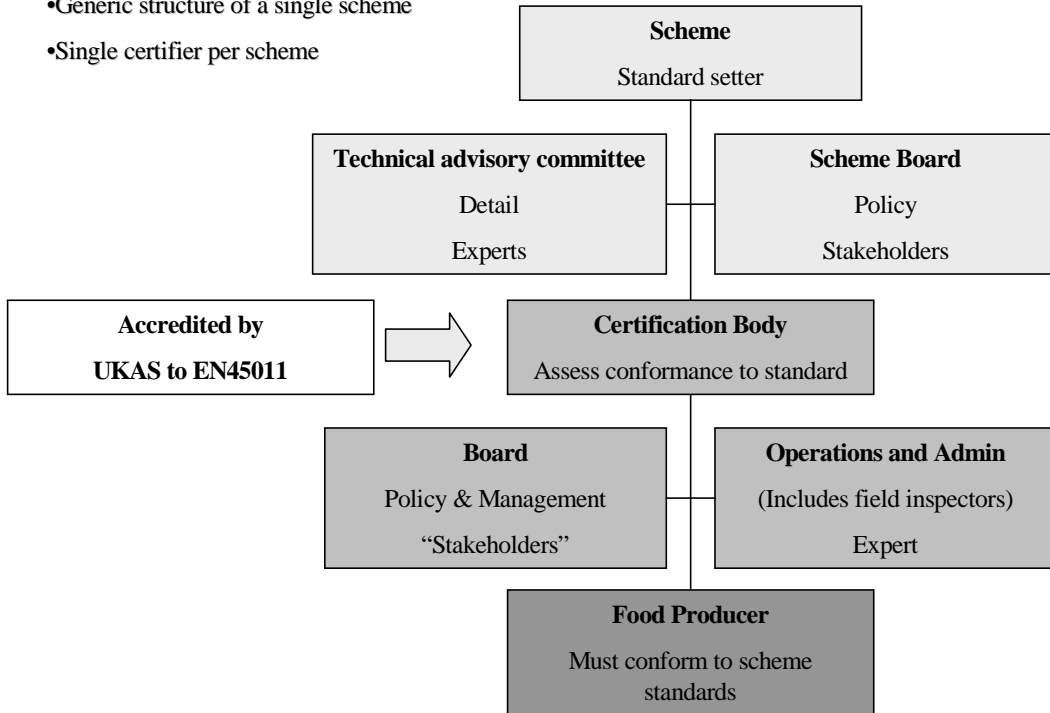 •Generic structure of a single scheme
•Single certifier per scheme
Scheme
Standard setter
Technical advisory committee
Detail
Experts
Scheme Board
Policy
Stakeholders
Accredited by
UKAS to EN45011
Certification Body
Assess conformance to standard
Board
Policy & Management
“Stakeholders”
Operations and Admin
(Includes field inspectors)
Expert
Food Producer
Must conform to scheme
standards